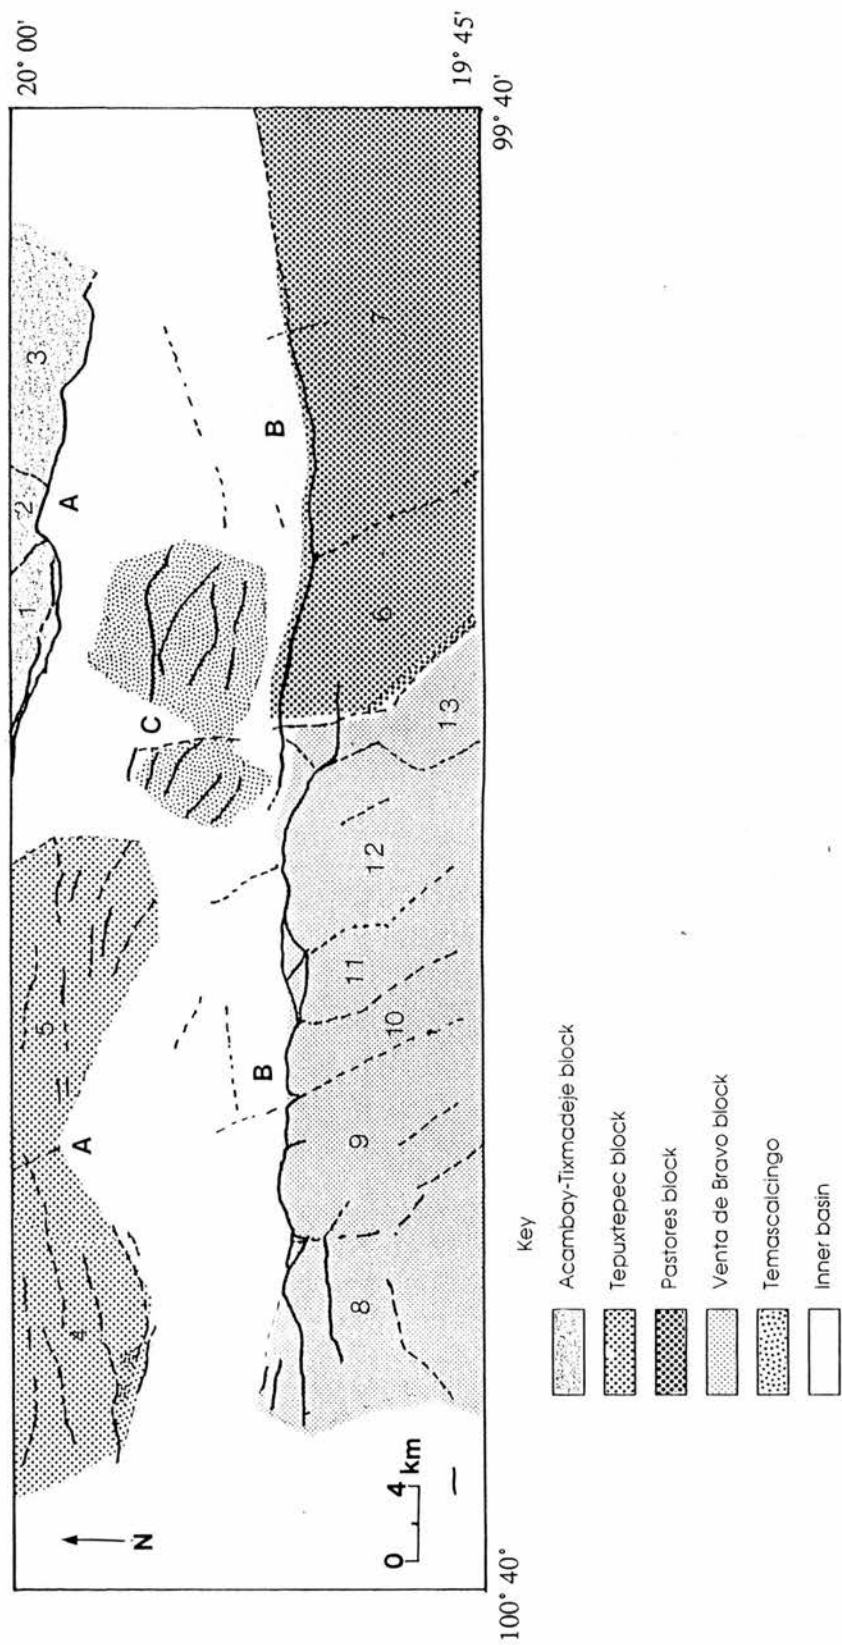 20° 00'
19° 45'
99° 40'
100° 40°
N
0 4 km
1
2
3
4
5
6
7
8
9
10
11
12
13
A
A
B
B
C
Key
Acambay-Tixmadeje block
Tepuxtepec block
Pastores block
Venta de Bravo block
Temascalcingo
Inner basin